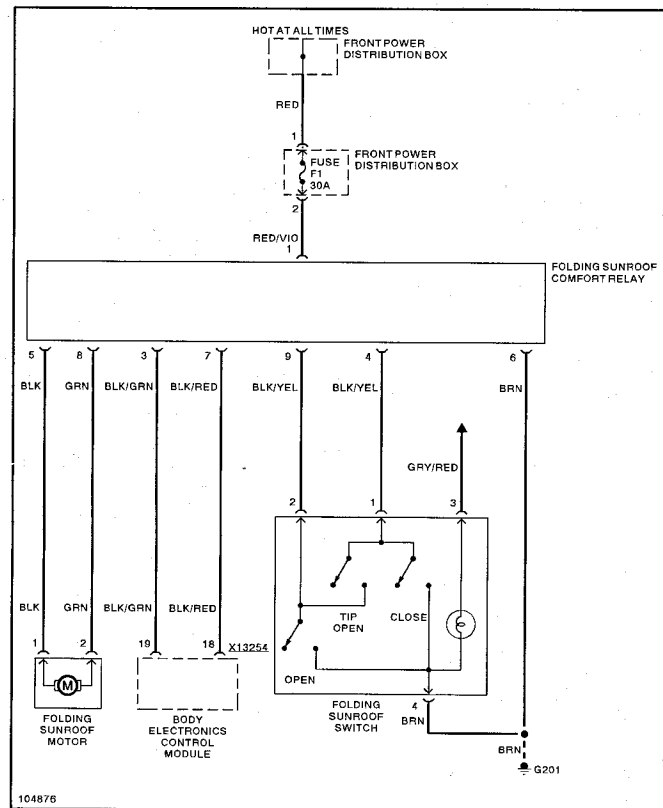 HOT AT ALL TIMES
FRONT POWER
DISTRIBUTION BOX
RED
1
FUSE
F1
30A
FRONT POWER
DISTRIBUTION BOX
2
RED/VIO
1
FOLDING SUNROOF
COMFORT RELAY
5 8 3 7 9 4 6
BLK GRN BLK/GRN BLK/RED BLK/YEL BLK/YEL BRN
GRY/RED
2 1 3
BLK GRN BLK/GRN BLK/RED
TIP
OPEN
CLOSE
1 2 19 18 X13254
OPEN
M
FOLDING
SUNROOF
MOTOR
BODY
ELECTRONICS
CONTROL
MODULE
FOLDING
SUNROOF
SWITCH
4
BRN
BRN
G201
104876